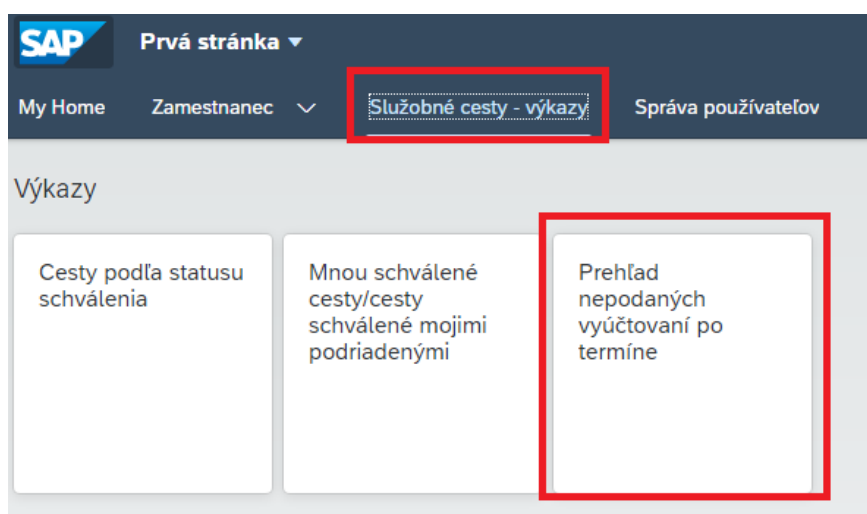 SAP Prvá stránka
My Home Zamestnanec Služobné cesty - výkazy Správa používateľov
Výkazy
Cesty podľa statusu
schválenia
Mnou schválené
cesty/cesty
schválené mojimi
podriadenými
Prehľad
nepodaných
vyúčtovaní po
termíne